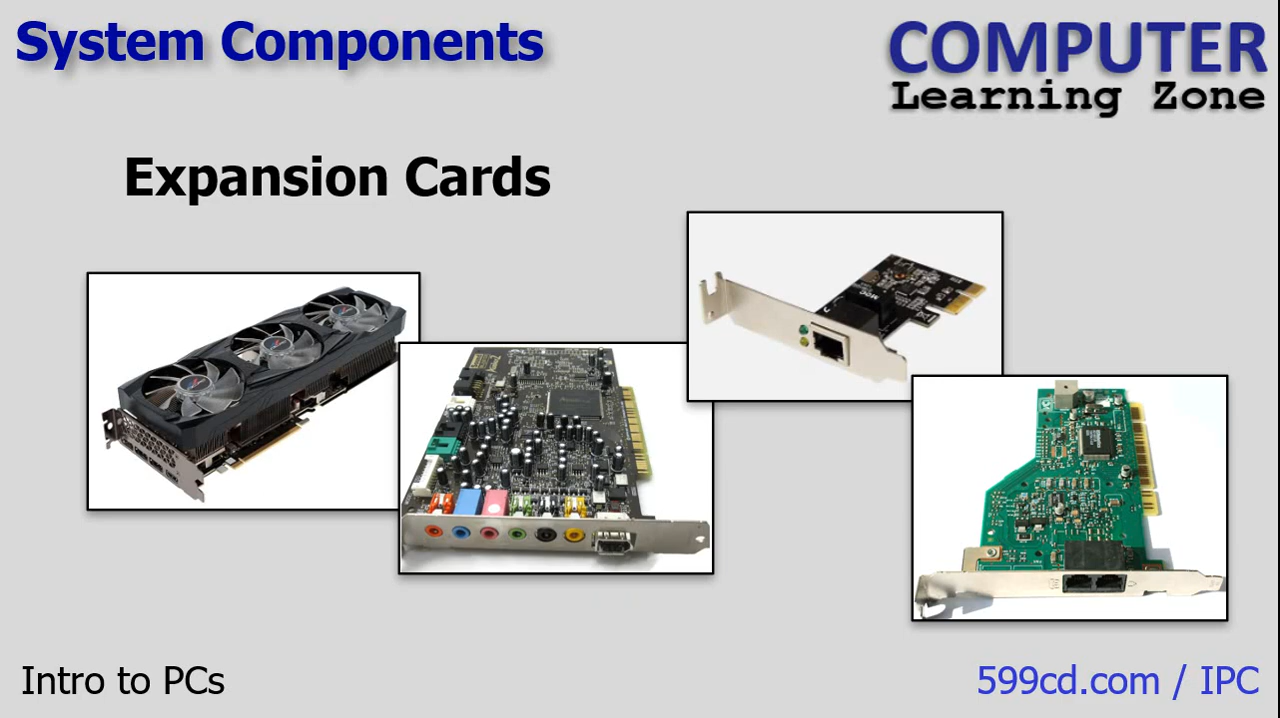 System Components
COMPUTER
Learning Zone
Expansion Cards
Intro to PCs
599cd.com / IPC